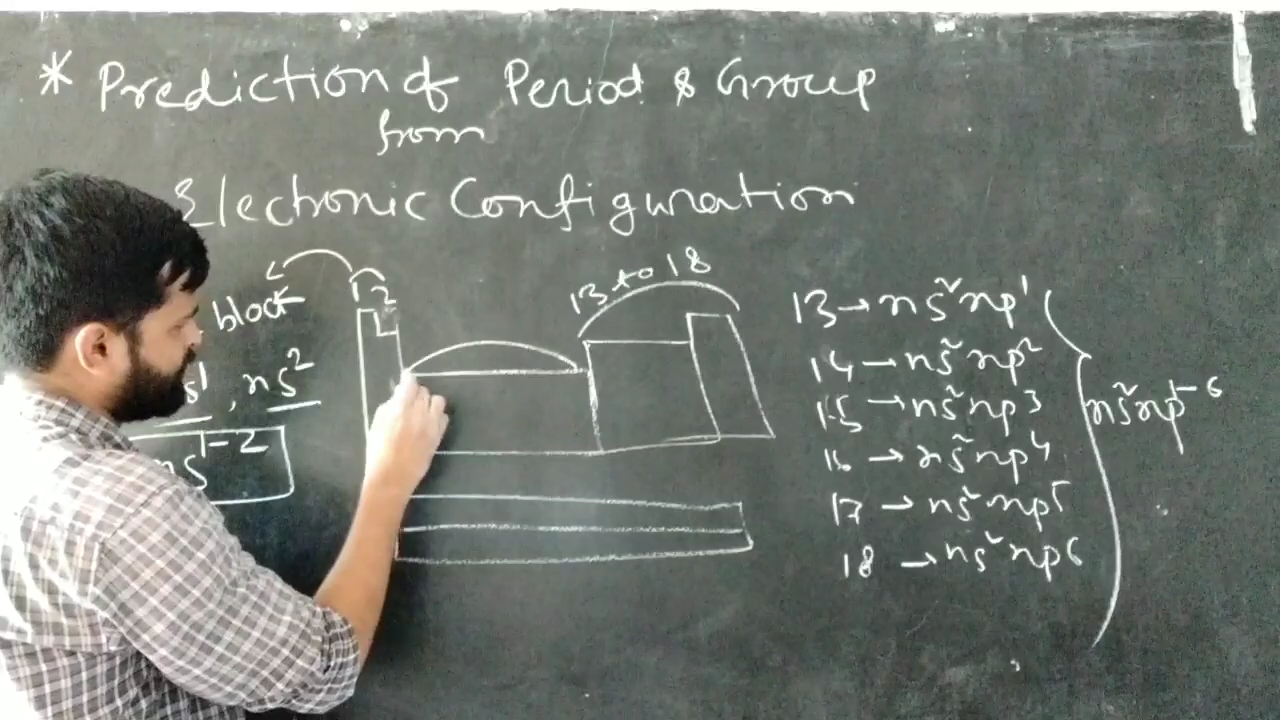 * Prediction of Period & Group
from
Electronic Configuration
1 2
block
s¹, ns²
ns¹⁻²
13 to 18
13 → ns² np¹
14 → ns² np²
15 → ns² np3
16 → ns² np4
17 → ns² np5
18 → ns² np6
ns² np¹⁻⁶